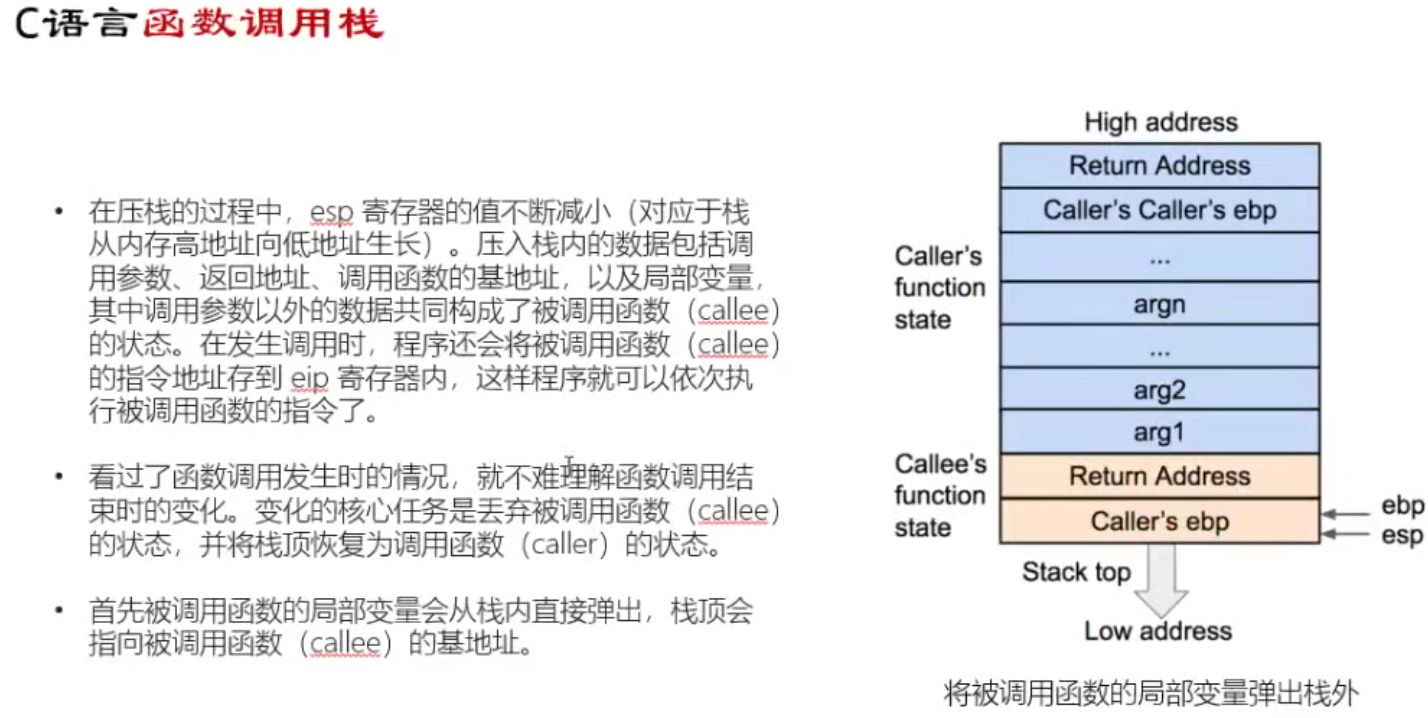 C语言函数调用栈
• 在压栈的过程中，esp 寄存器的值不断减小（对应于栈
从内存高地址向低地址生长）。压入栈内的数据包括调
用参数、返回地址、调用函数的基地址，以及局部变量，
其中调用参数以外的数据共同构成了被调用函数（callee）
的状态。在发生调用时，程序还会将被调用函数（callee）
的指令地址存到 eip 寄存器内，这样程序就可以依次执
行被调用函数的指令了。
• 看过了函数调用发生时的情况，就不难理解函数调用结
束时的变化。变化的核心任务是丢弃被调用函数（callee）
的状态，并将栈顶恢复为调用函数（caller）的状态。
• 首先被调用函数的局部变量会从栈内直接弹出，栈顶会
指向被调用函数（callee）的基地址。
High address
Return Address
Caller's Caller's ebp
...
argn
...
arg2
arg1
Return Address
Caller's ebp
Caller's
function
state
Callee's
function
state
ebp
esp
Stack top
Low address
将被调用函数的局部变量弹出栈外